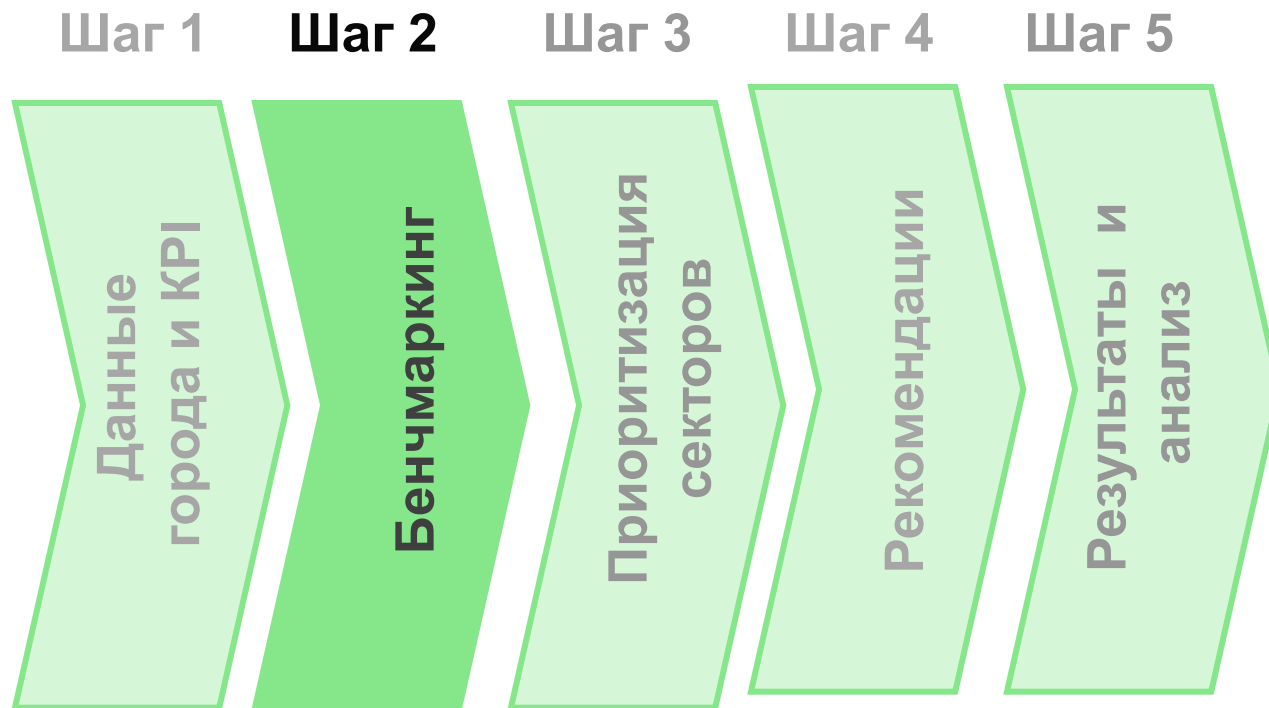 Шаг 1
Шаг 2
Шаг 3
Шаг 4
Шаг 5
Данные
города и KPI
Бенчмаркинг
Приоритизация
секторов
Рекомендации
Результаты и
анализ